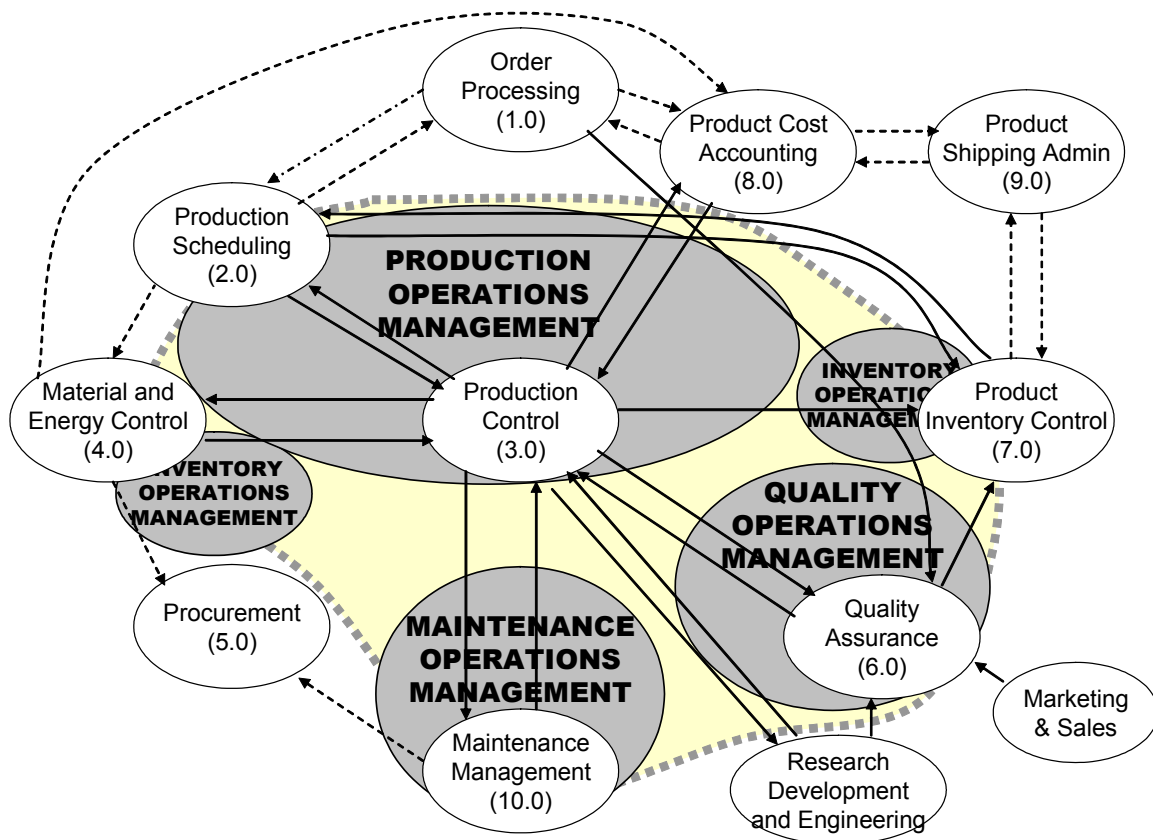 Order
Processing
(1.0)
Product Cost
Accounting
(8.0)
Product
Shipping Admin
(9.0)
Production
Scheduling
(2.0)
PRODUCTION
OPERATIONS
MANAGEMENT
Material and
Energy Control
(4.0)
Production
Control
(3.0)
INVENTORY
OPERATIO
MANAGEME
Product
Inventory Control
(7.0)
INVENTORY
OPERATIONS
MANAGEMENT
QUALITY
OPERATIONS
MANAGEMENT
Procurement
(5.0)
MAINTENANCE
OPERATIONS
MANAGEMENT
Quality
Assurance
(6.0)
Marketing
& Sales
Maintenance
Management
(10.0)
Research
Development
and Engineering